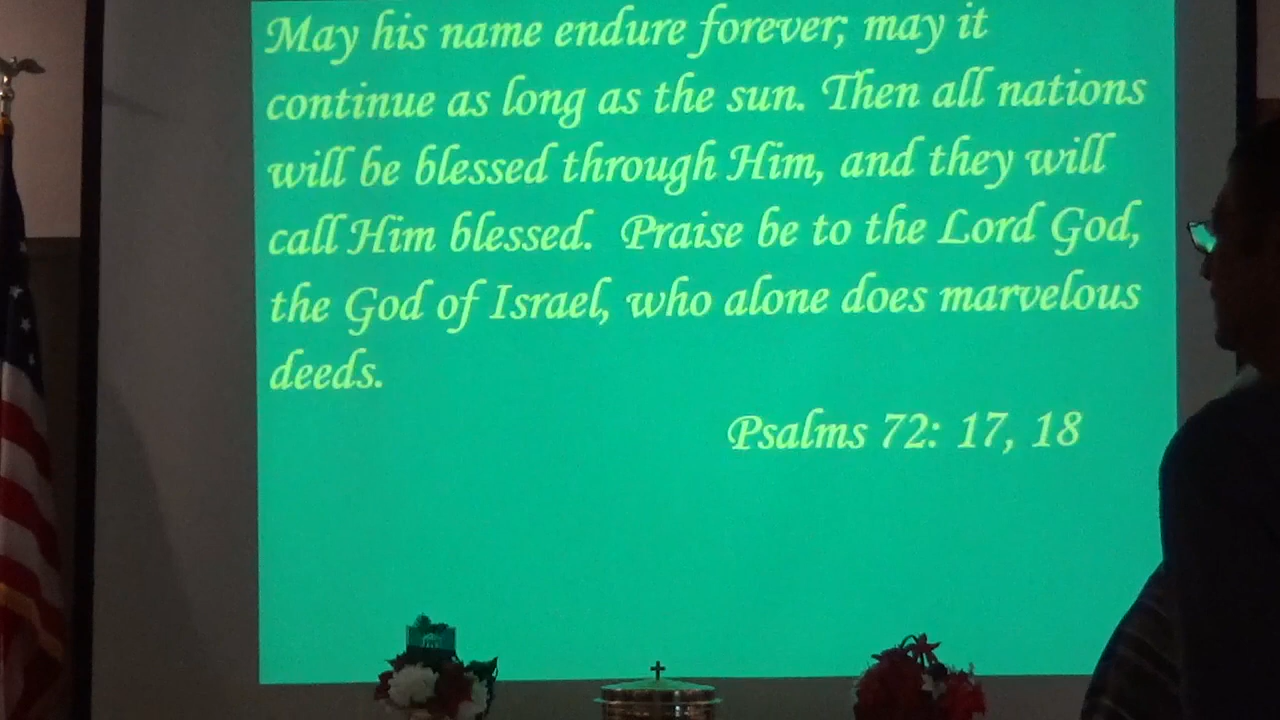 May his name endure forever; may it
continue as long as the sun. Then all nations
will be blessed through Him, and they will
call Him blessed.  Praise be to the Lord God,
the God of Israel, who alone does marvelous
deeds.
Psalms 72: 17, 18